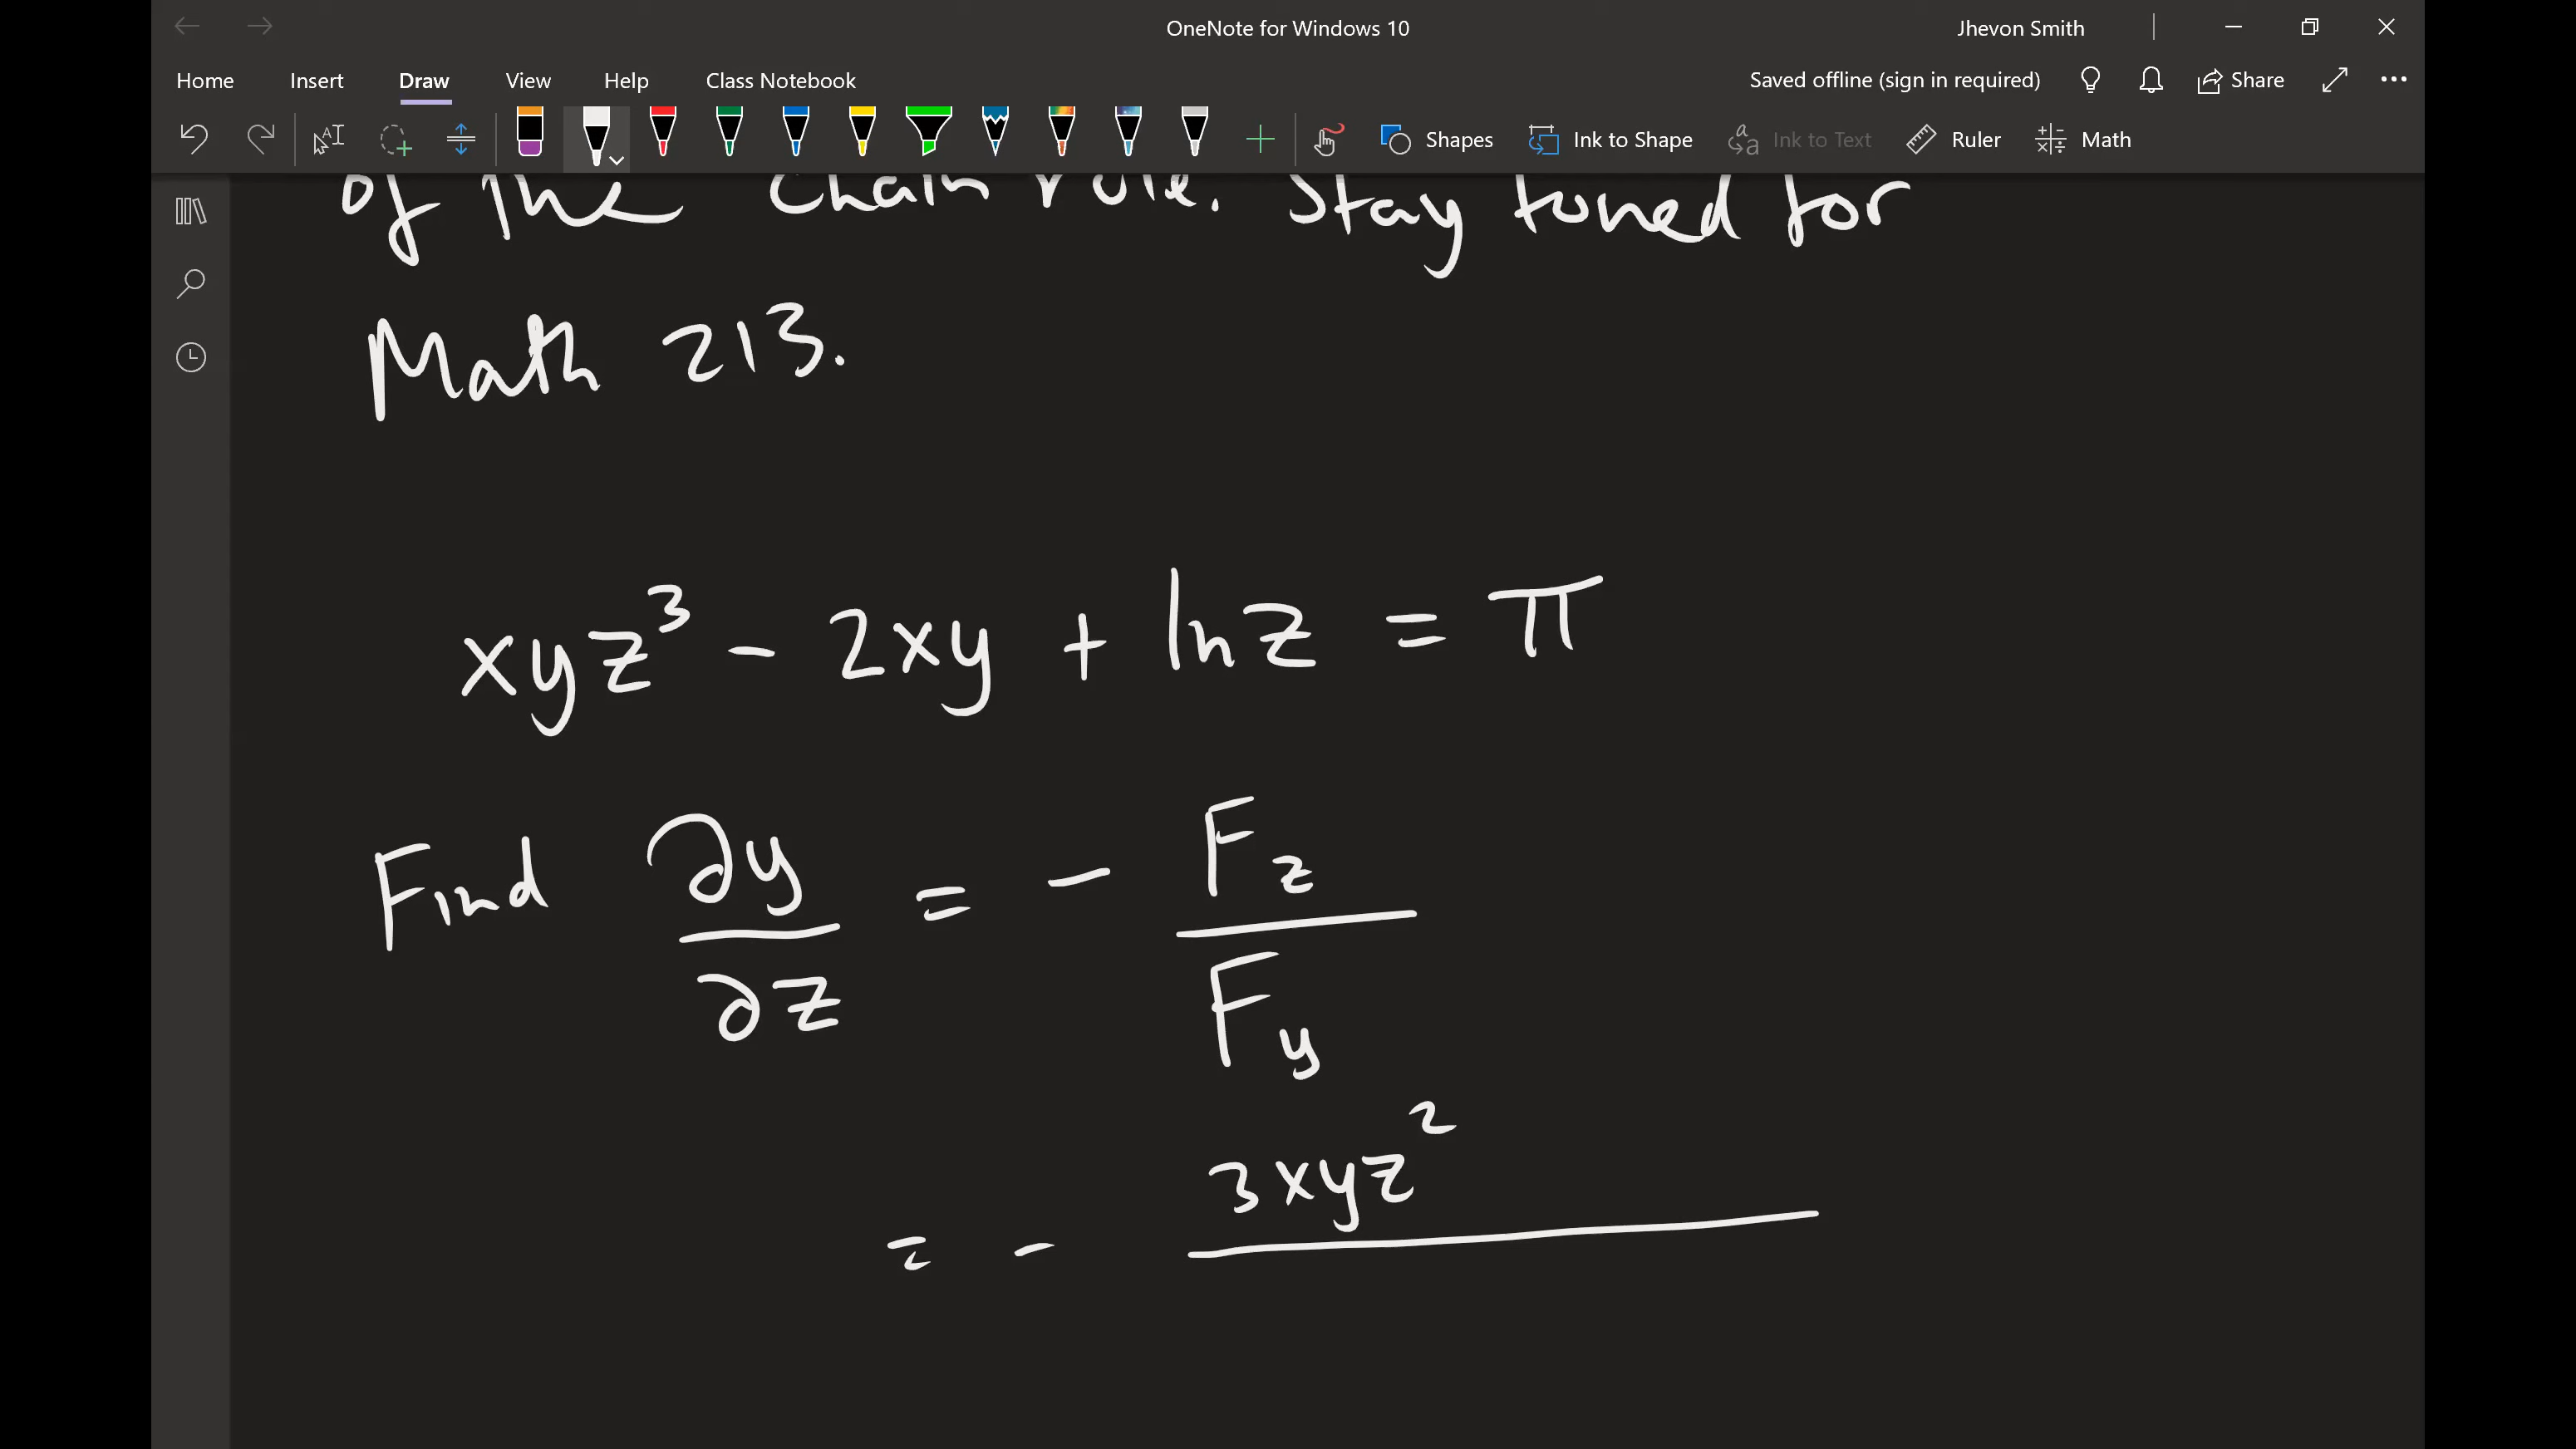 OneNote for Windows 10
Jhevon Smith
Home Insert Draw View Help Class Notebook
Saved offline (sign in required) Share
Shapes Ink to Shape Ink to Text Ruler Math
of the chain rule. Stay tuned for
Math 213.
xyz³ - 2xy + ln z = π
Find ∂y/∂z = - F_z/F_y
= - 3xyz²